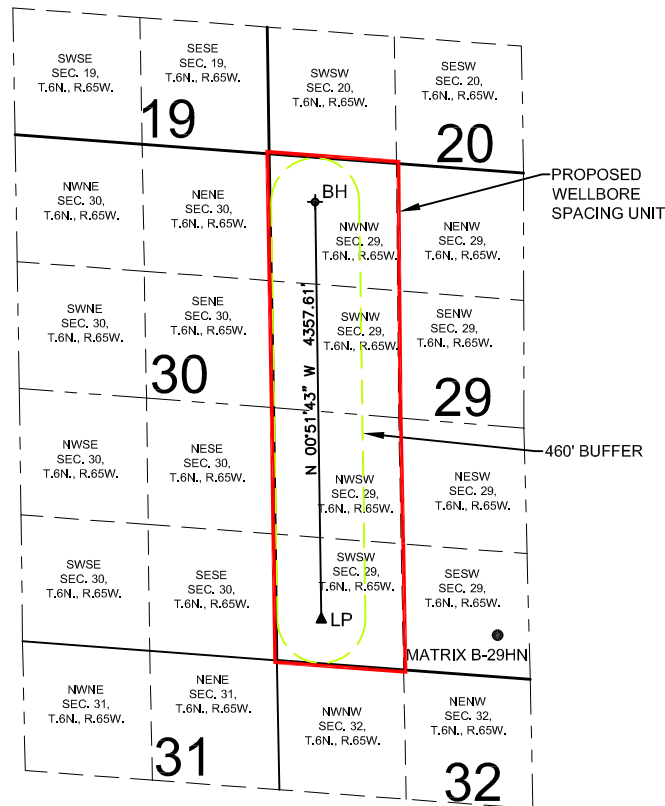 SWSE
SEC. 19,
T.6N., R.65W.
SESE
SEC. 19,
T.6N., R.65W.
19
SWSW
SEC. 20,
T.6N., R.65W.
SESW
SEC. 20,
T.6N., R.65W.
20
PROPOSED
WELLBORE
SPACING UNIT
NWNE
SEC. 30,
T.6N., R.65W.
NENE
SEC. 30,
T.6N., R.65W.
BH
NWNW
SEC. 29,
T.6N., R.65W.
NENW
SEC. 29,
T.6N., R.65W.
SWNE
SEC. 30,
T.6N., R.65W.
SENE
SEC. 30,
T.6N., R.65W.
30
N 00°51'43" W 4357.61'
SWNW
SEC. 29,
T.6N., R.65W.
SENW
SEC. 29,
T.6N., R.65W.
29
460' BUFFER
NWSE
SEC. 30,
T.6N., R.65W.
NESE
SEC. 30,
T.6N., R.65W.
NWSW
SEC. 29,
T.6N., R.65W.
NESW
SEC. 29,
T.6N., R.65W.
SWSE
SEC. 30,
T.6N., R.65W.
SESE
SEC. 30,
T.6N., R.65W.
SWSW
SEC. 29,
T.6N., R.65W.
SESW
SEC. 29,
T.6N., R.65W.
LP
MATRIX B-29HN
NWNE
SEC. 31,
T.6N., R.65W.
NENE
SEC. 31,
T.6N., R.65W.
31
NWNW
SEC. 32,
T.6N., R.65W.
NENW
SEC. 32,
T.6N., R.65W.
32